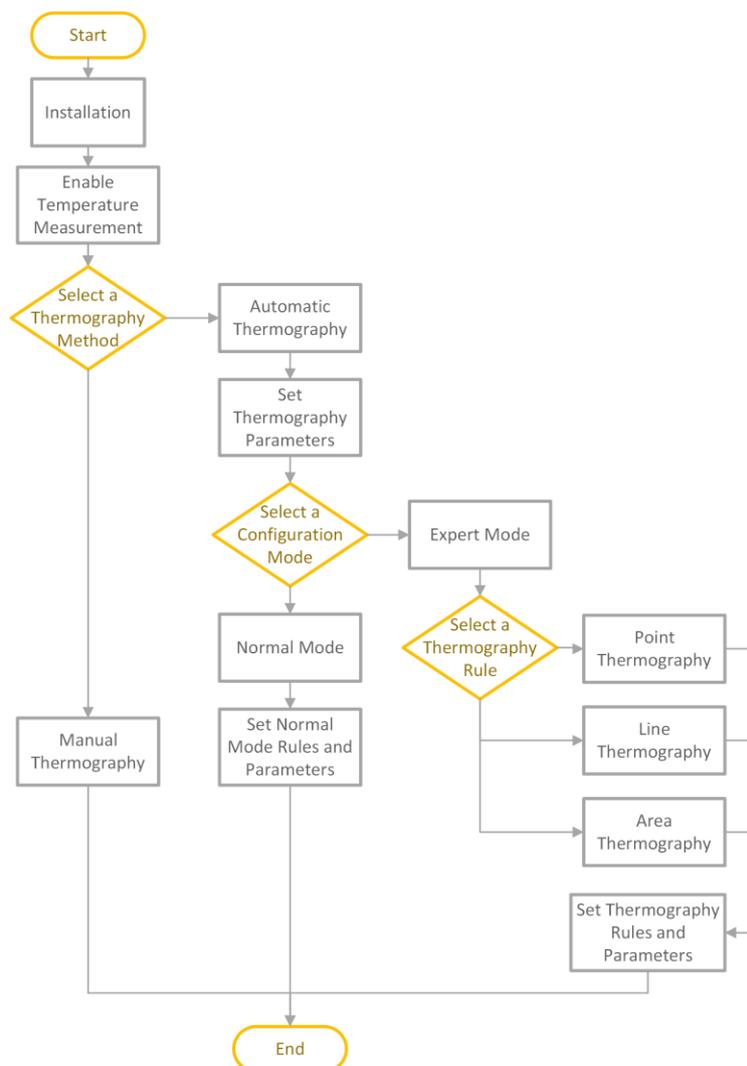 Start
Installation
Enable
Temperature
Measurement
Select a
Thermography
Method
Automatic
Thermography
Set
Thermography
Parameters
Select a
Configuration
Mode
Expert Mode
Normal Mode
Select a
Thermography
Rule
Point
Thermography
Manual
Thermography
Set Normal
Mode Rules and
Parameters
Line
Thermography
Area
Thermography
Set Thermography
Rules and
Parameters
End